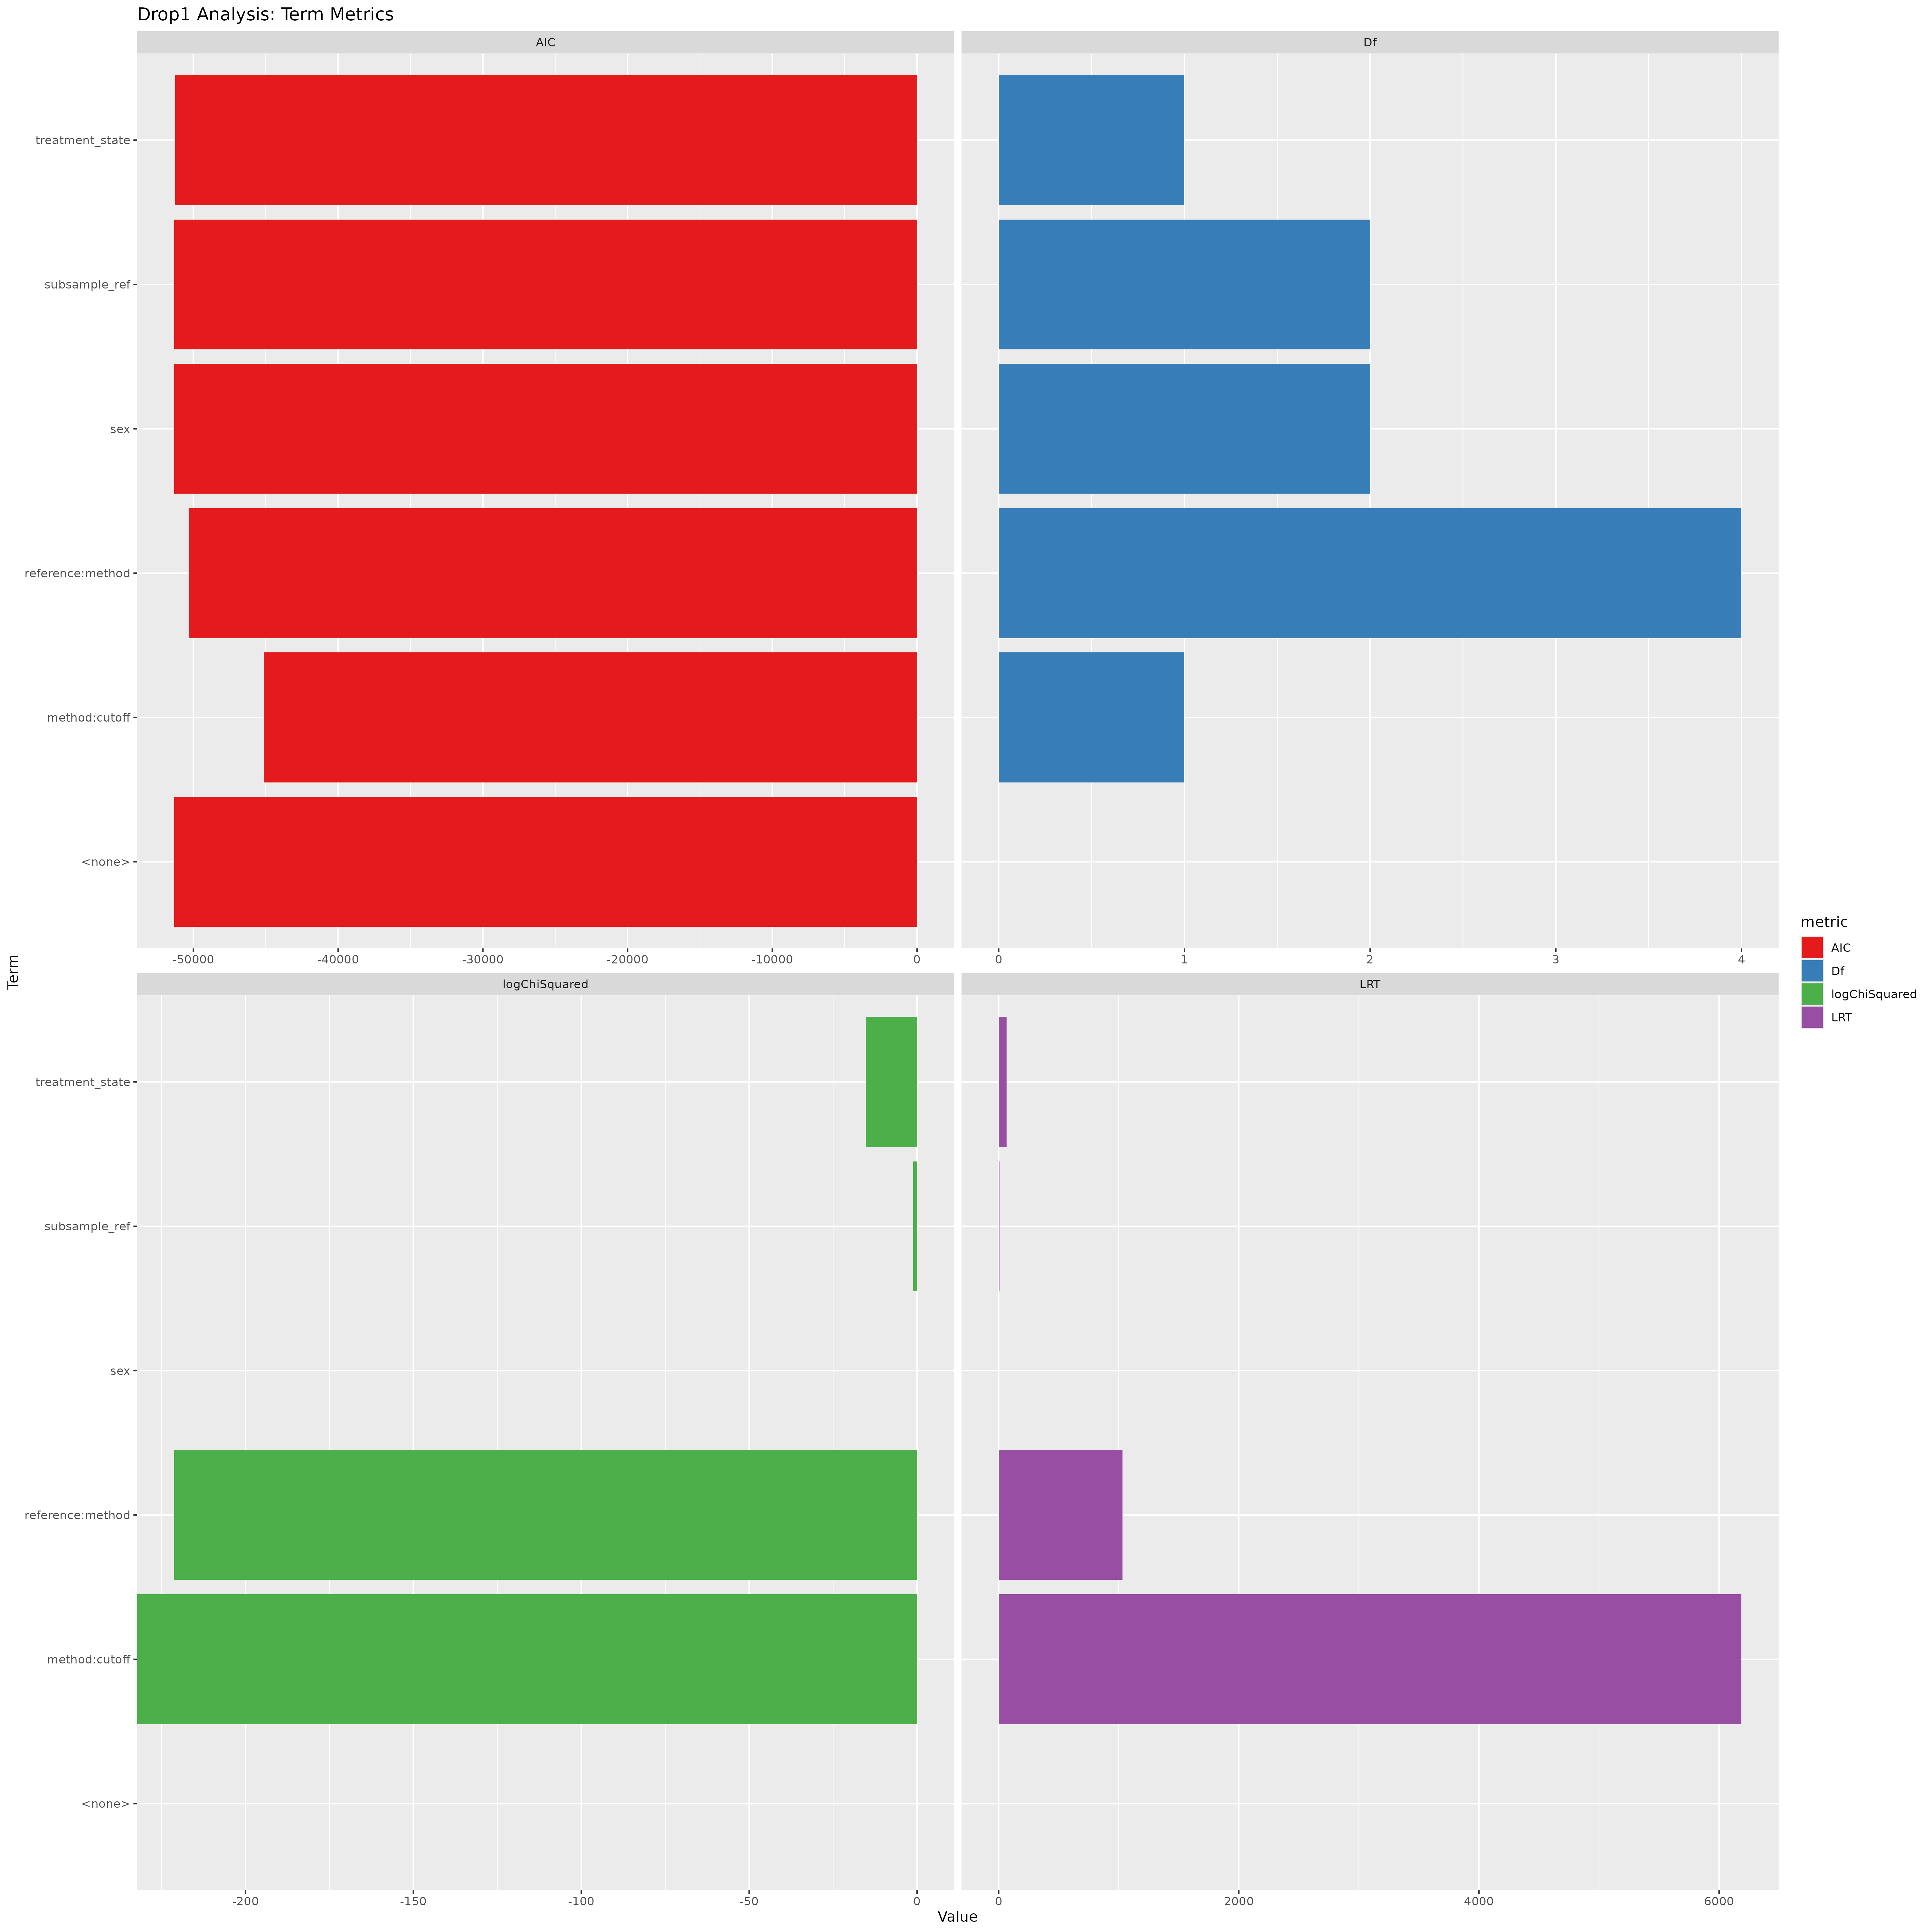 Drop1 Analysis: Term Metrics
AIC
Df
treatment_state
subsample_ref
sex
reference:method
method:cutoff
<none>
-50000 -40000 -30000 -20000 -10000 0
0 1 2 3 4
logChiSquared
LRT
treatment_state
subsample_ref
sex
reference:method
method:cutoff
<none>
-200 -150 -100 -50 0
0 2000 4000 6000
Value
Term
metric
AIC
Df
logChiSquared
LRT